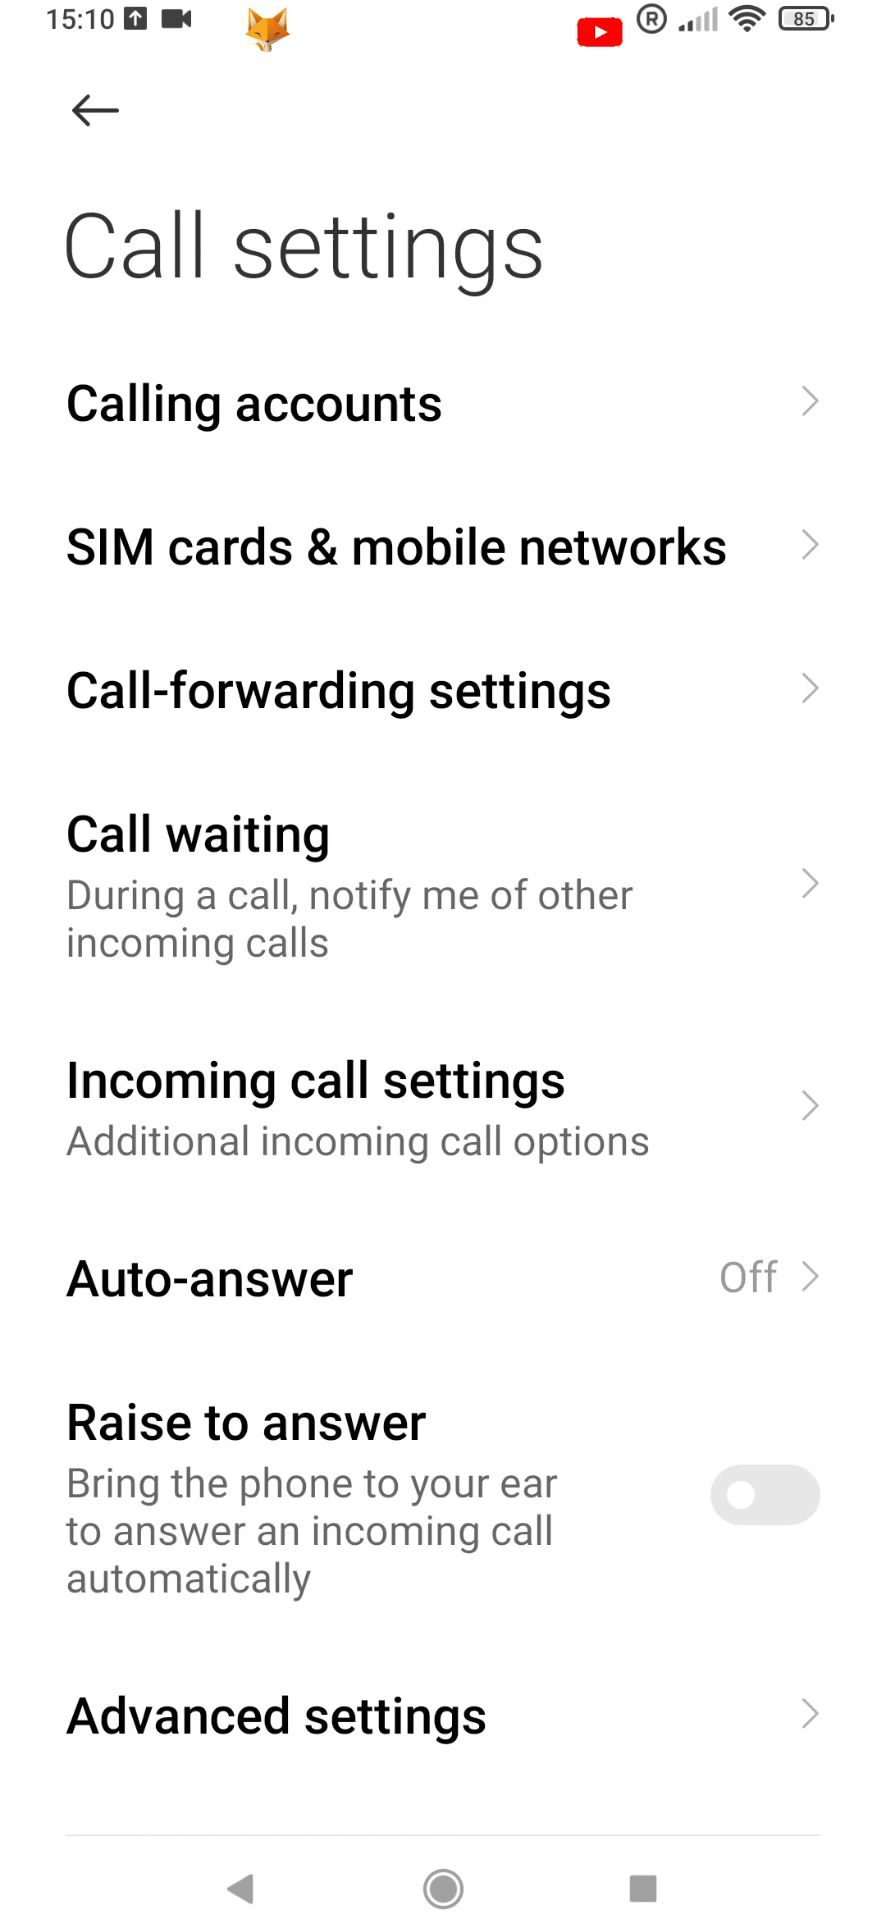 15:10
R
85
Call settings
Calling accounts
SIM cards & mobile networks
Call-forwarding settings
Call waiting
During a call, notify me of other
incoming calls
Incoming call settings
Additional incoming call options
Auto-answer
Off
Raise to answer
Bring the phone to your ear
to answer an incoming call
automatically
Advanced settings